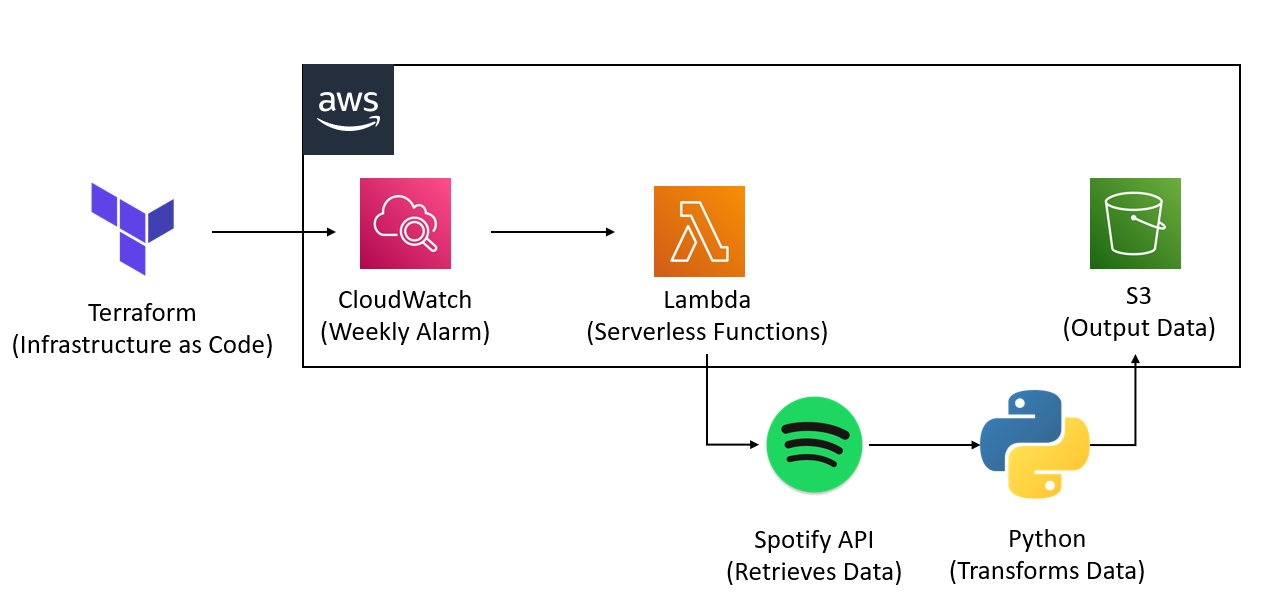 aws
Terraform
(Infrastructure as Code)
CloudWatch
(Weekly Alarm)
Lambda
(Serverless Functions)
S3
(Output Data)
Spotify API
(Retrieves Data)
Python
(Transforms Data)